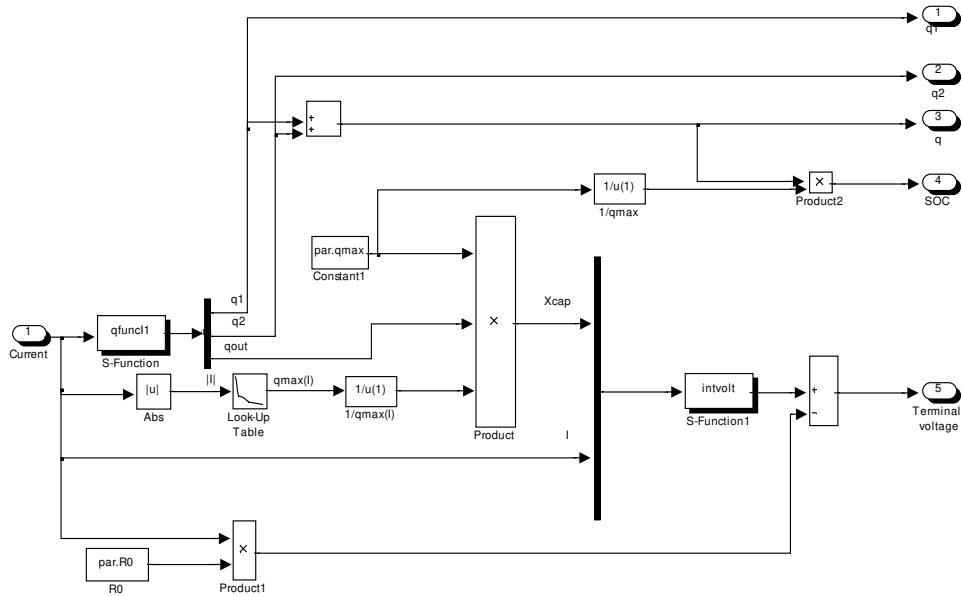 1
q1
2
q2
+
+
3
q
1/u(1)
1/qmax
×
Product2
4
SOC
par.qmax
Constant1
q1
q2
qout
Xcap
×
Product
1
Current
qfuncI1
S-Function
|I|
|u|
Abs
qmax(I)
Look-Up
Table
1/u(1)
1/qmax(I)
I
intvolt
S-Function1
+
−
5
Terminal
voltage
par.R0
R0
×
Product1